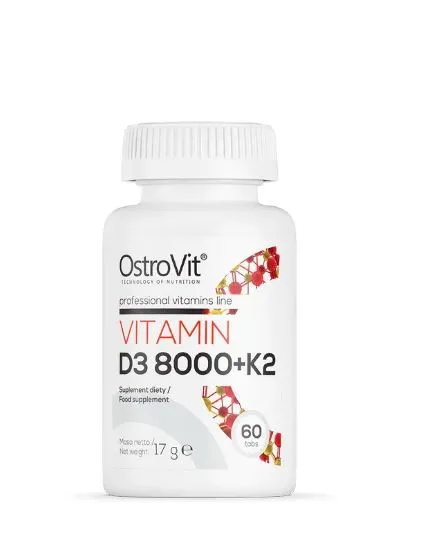 OstroVit®
TECHNOLOGY OF NUTRITION
professional vitamins line
VITAMIN
D3 8000+K2
Suplement diety /
Food supplement
60
tabs
Masa netto /
Net weight: 17 g ℮